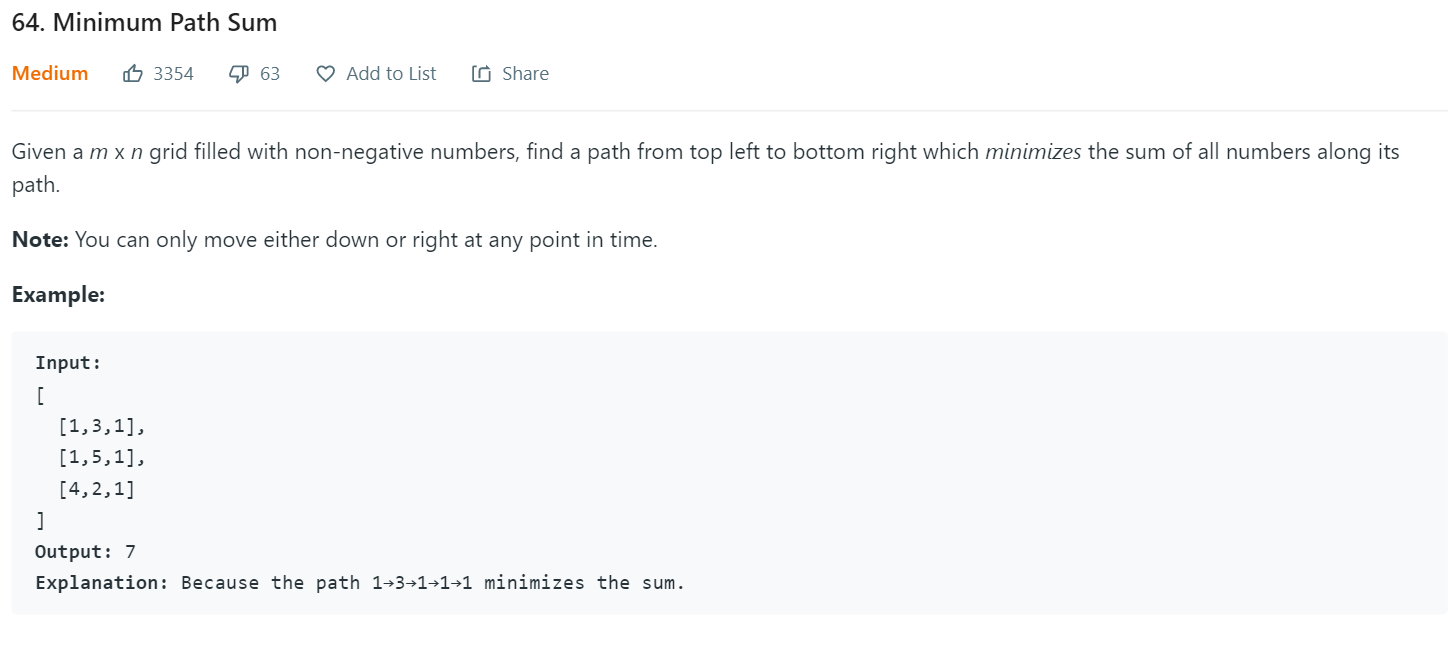 64. Minimum Path Sum
Medium 3354 63 Add to List Share
Given a m x n grid filled with non-negative numbers, find a path from top left to bottom right which minimizes the sum of all numbers along its
path.
Note: You can only move either down or right at any point in time.
Example:
Input:
[
  [1,3,1],
  [1,5,1],
  [4,2,1]
]
Output: 7
Explanation: Because the path 1→3→1→1→1 minimizes the sum.